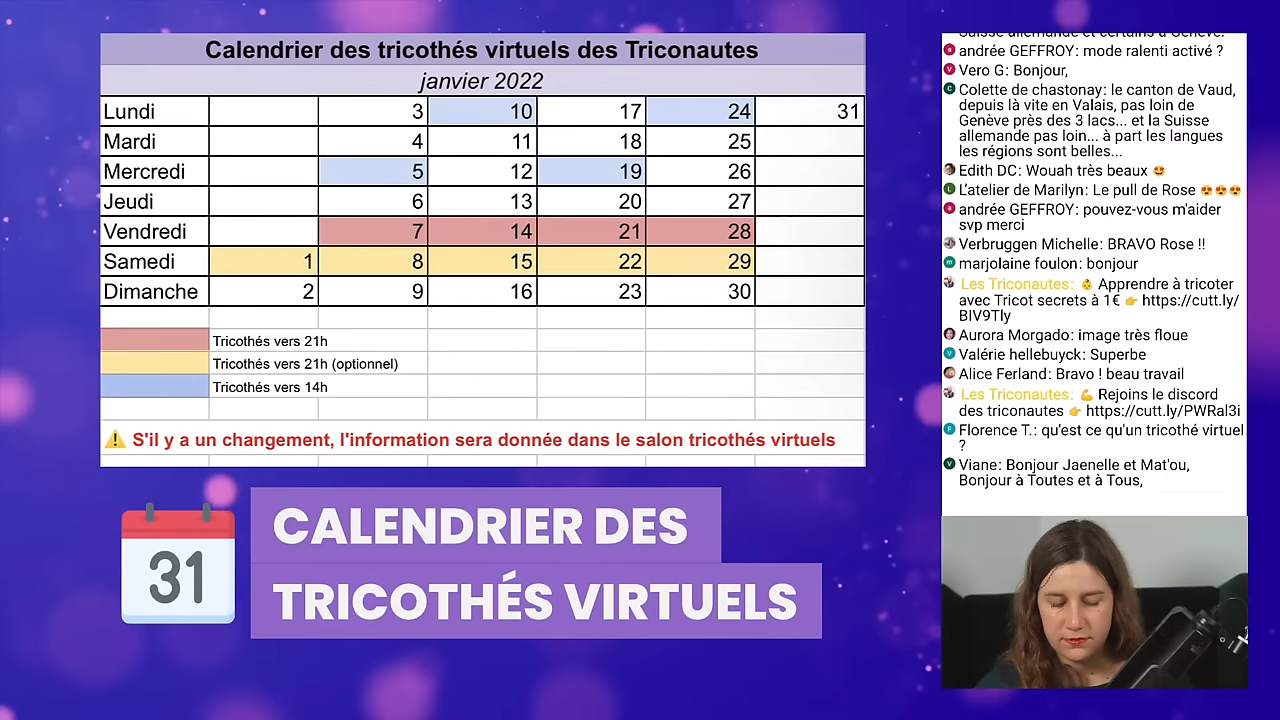 Calendrier des tricothés virtuels des Triconautes
janvier 2022
Lundi 3 10 17 24 31
Mardi 4 11 18 25
Mercredi 5 12 19 26
Jeudi 6 13 20 27
Vendredi 7 14 21 28
Samedi 1 8 15 22 29
Dimanche 2 9 16 23 30
Tricothés vers 21h
Tricothés vers 21h (optionnel)
Tricothés vers 14h
S'il y a un changement, l'information sera donnée dans le salon tricothés virtuels
31
CALENDRIER DES
TRICOTHÉS VIRTUELS
Suisse allemande et certains à Genève.
andrée GEFFROY: mode ralenti activé ?
Vero G: Bonjour,
Colette de chastonay: le canton de Vaud,
depuis là vite en Valais, pas loin de
Genève près des 3 lacs... et la Suisse
allemande pas loin... à part les langues
les régions sont belles...
Edith DC: Wouah très beaux 🤩
L'atelier de Marilyn: Le pull de Rose 😍😍😍
andrée GEFFROY: pouvez-vous m'aider
svp merci
Verbruggen Michelle: BRAVO Rose !!
marjolaine foulon: bonjour
Les Triconautes: 👶 Apprendre à tricoter
avec Tricot secrets à 1€ 👉 https://cutt.ly/
BIV9Tly
Aurora Morgado: image très floue
Valérie hellebuyck: Superbe
Alice Ferland: Bravo ! beau travail
Les Triconautes: 💪 Rejoins le discord
des triconautes 👉 https://cutt.ly/PWRal3i
Florence T.: qu'est ce qu'un tricothé virtuel
?
Viane: Bonjour Jaenelle et Mat'ou,
Bonjour à Toutes et à Tous,